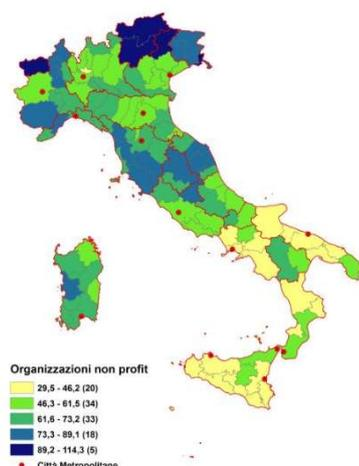 Organizzazioni non profit
29,5 - 46,2 (20)
46,3 - 61,5 (34)
61,6 - 73,2 (33)
73,3 - 89,1 (18)
89,2 - 114,3 (5)
Città Metropolitane